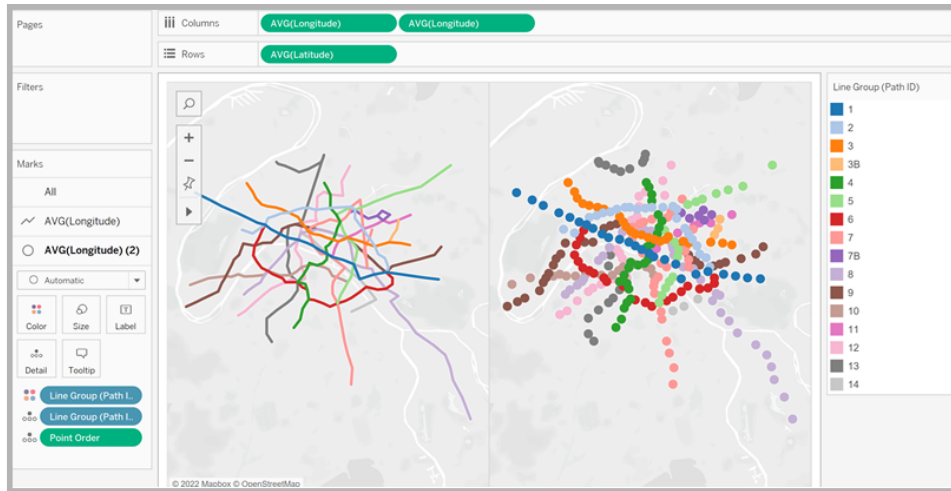 Pages
Columns
AVG(Longitude)
AVG(Longitude)
Rows
AVG(Latitude)
Filters
Marks
All
AVG(Longitude)
AVG(Longitude) (2)
Automatic
Color
Size
Label
Detail
Tooltip
Line Group (Path I..
Line Group (Path I..
Point Order
© 2022 Mapbox © OpenStreetMap
Line Group (Path ID)
1
2
3
3B
4
5
6
7
7B
8
9
10
11
12
13
14